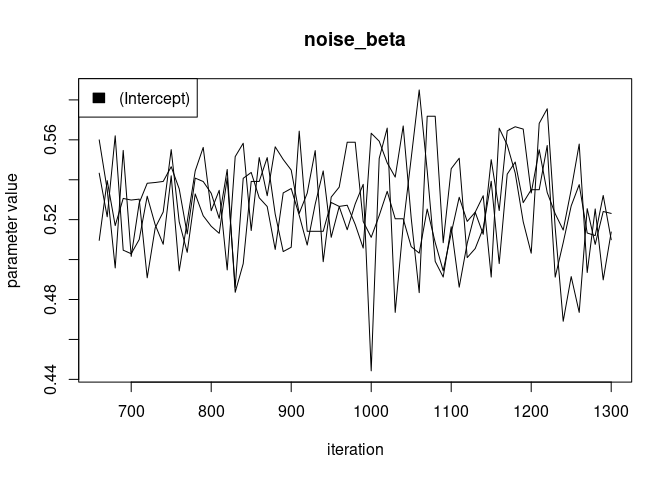 noise_beta
(Intercept)
parameter value
0.56
0.52
0.48
0.44
700 800 900 1000 1100 1200 1300
iteration